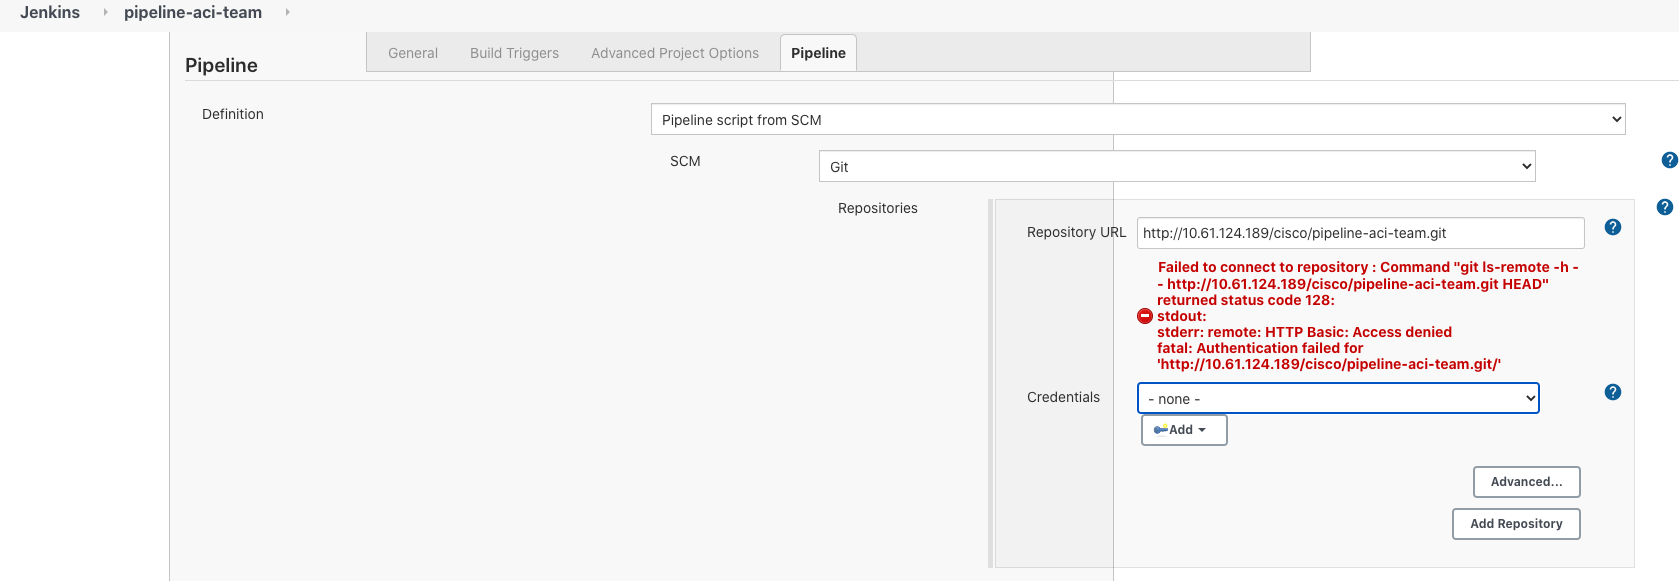 Jenkins
pipeline-aci-team
General
Build Triggers
Advanced Project Options
Pipeline
Pipeline
Definition
Pipeline script from SCM
SCM
Git
?
Repositories
?
Repository URL
http://10.61.124.189/cisco/pipeline-aci-team.git
?
Failed to connect to repository : Command "git ls-remote -h -
- http://10.61.124.189/cisco/pipeline-aci-team.git HEAD"
returned status code 128:
stdout:
stderr: remote: HTTP Basic: Access denied
fatal: Authentication failed for
'http://10.61.124.189/cisco/pipeline-aci-team.git/'
Credentials
- none -
?
Add
Advanced...
Add Repository